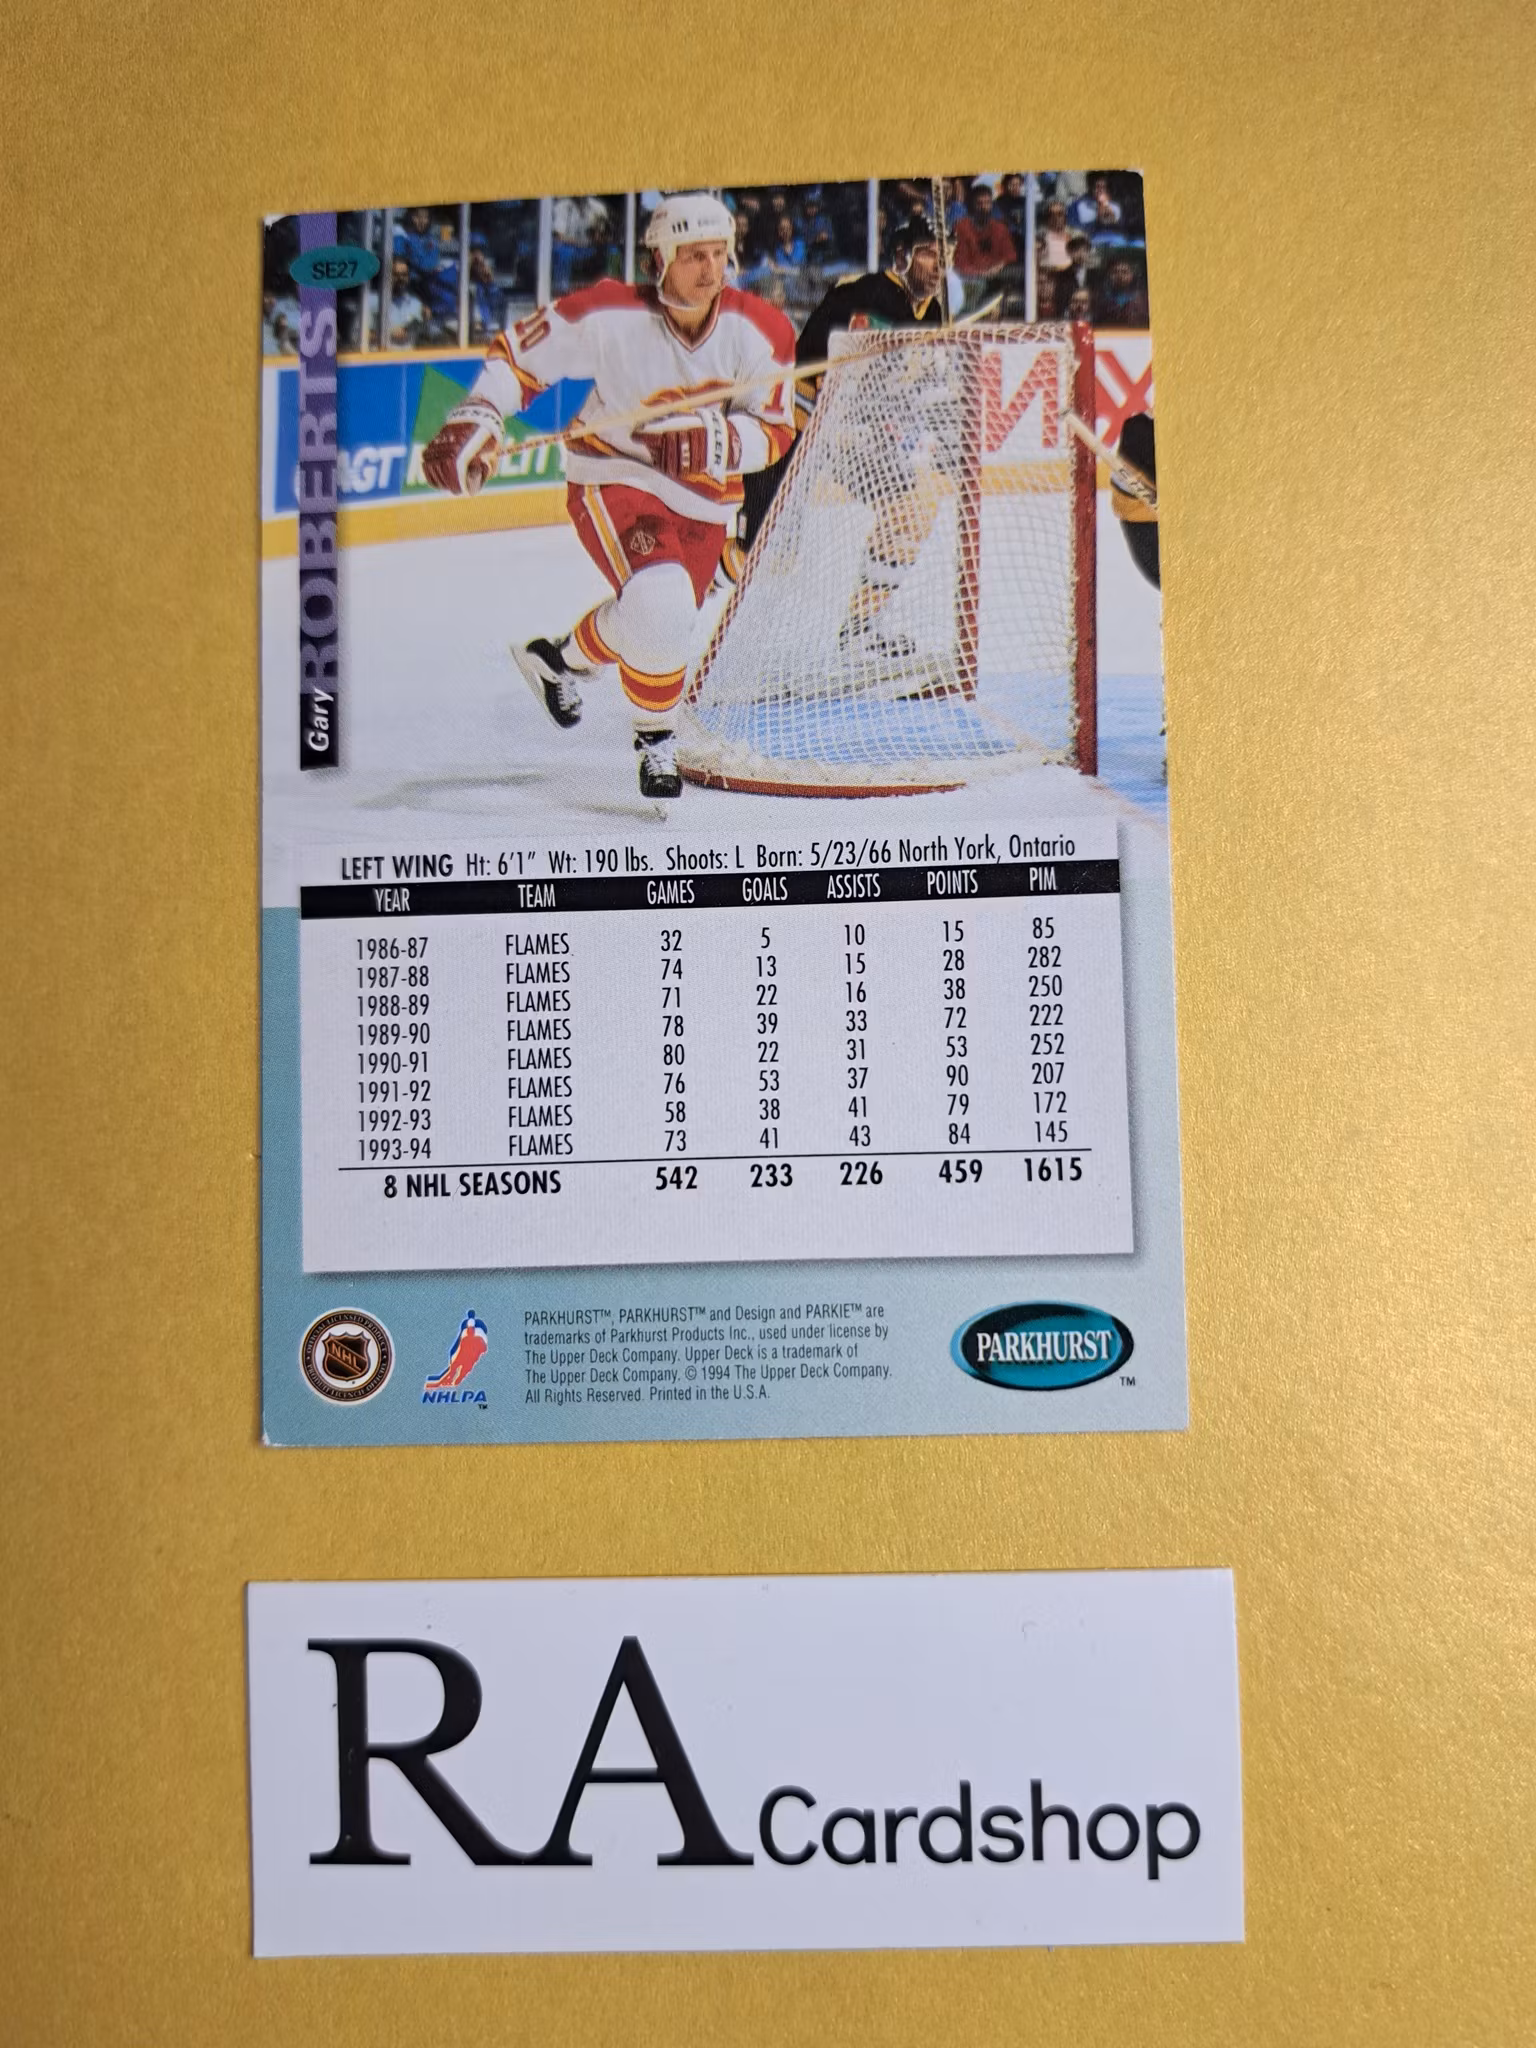 SE27
Gary ROBERTS
10
1
AGT
LEFT WING Ht: 6'1" Wt: 190 lbs. Shoots: L Born: 5/23/66 North York, Ontario
YEAR TEAM GAMES GOALS ASSISTS POINTS PIM
1986-87 FLAMES 32 5 10 15 85
1987-88 FLAMES 74 13 15 28 282
1988-89 FLAMES 71 22 16 38 250
1989-90 FLAMES 78 39 33 72 222
1990-91 FLAMES 80 22 31 53 252
1991-92 FLAMES 76 53 37 90 207
1992-93 FLAMES 58 38 41 79 172
1993-94 FLAMES 73 41 43 84 145
8 NHL SEASONS 542 233 226 459 1615
NHL
NHLPA
TM
PARKHURST™, PARKHURST™ and Design and PARKIE™ are
trademarks of Parkhurst Products Inc., used under license by
The Upper Deck Company. Upper Deck is a trademark of
The Upper Deck Company. © 1994 The Upper Deck Company.
All Rights Reserved. Printed in the U.S.A.
PARKHURST
TM
RA Cardshop